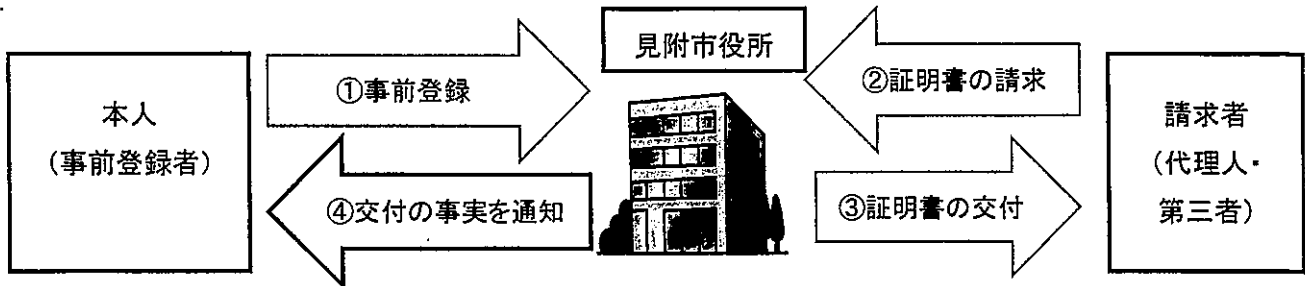 見附市役所
本人
(事前登録者)
①事前登録
④交付の事実を通知
②証明書の請求
③証明書の交付
請求者
(代理人・
第三者)